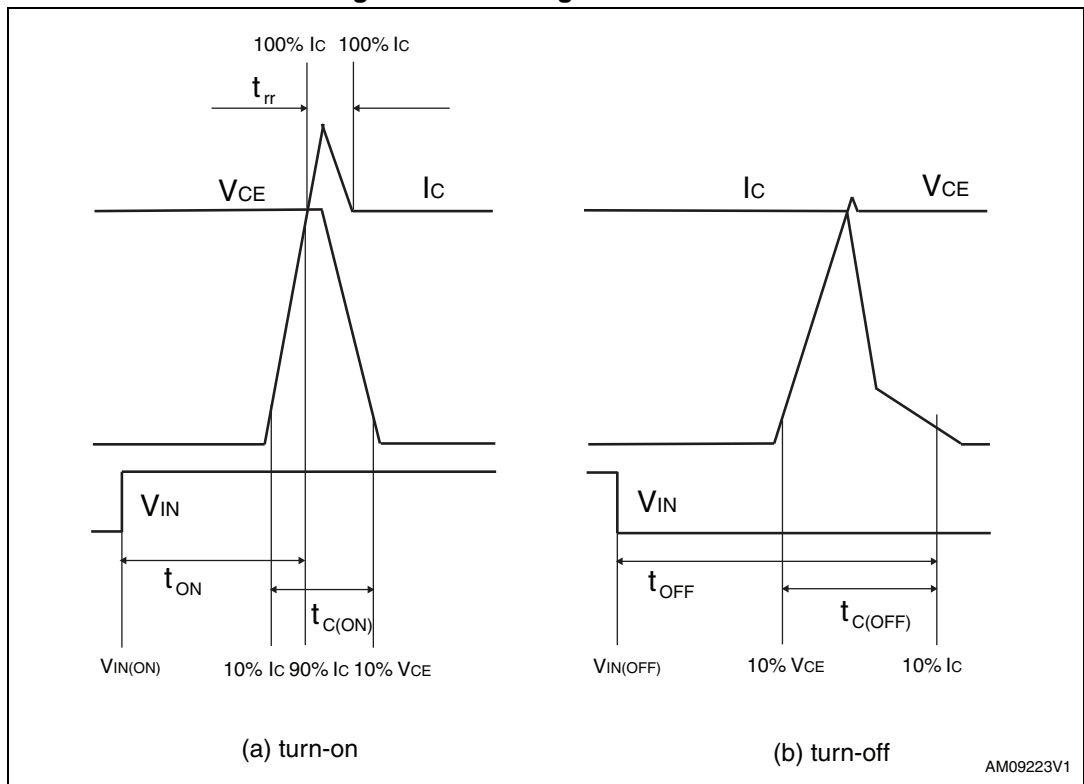 100% IC 100% IC
trr
VCE IC
IC VCE
VIN
VIN
tON
tC(ON)
tOFF
tC(OFF)
VIN(ON) 10% IC 90% IC 10% VCE
VIN(OFF) 10% VCE 10% IC
(a) turn-on
(b) turn-off
AM09223V1